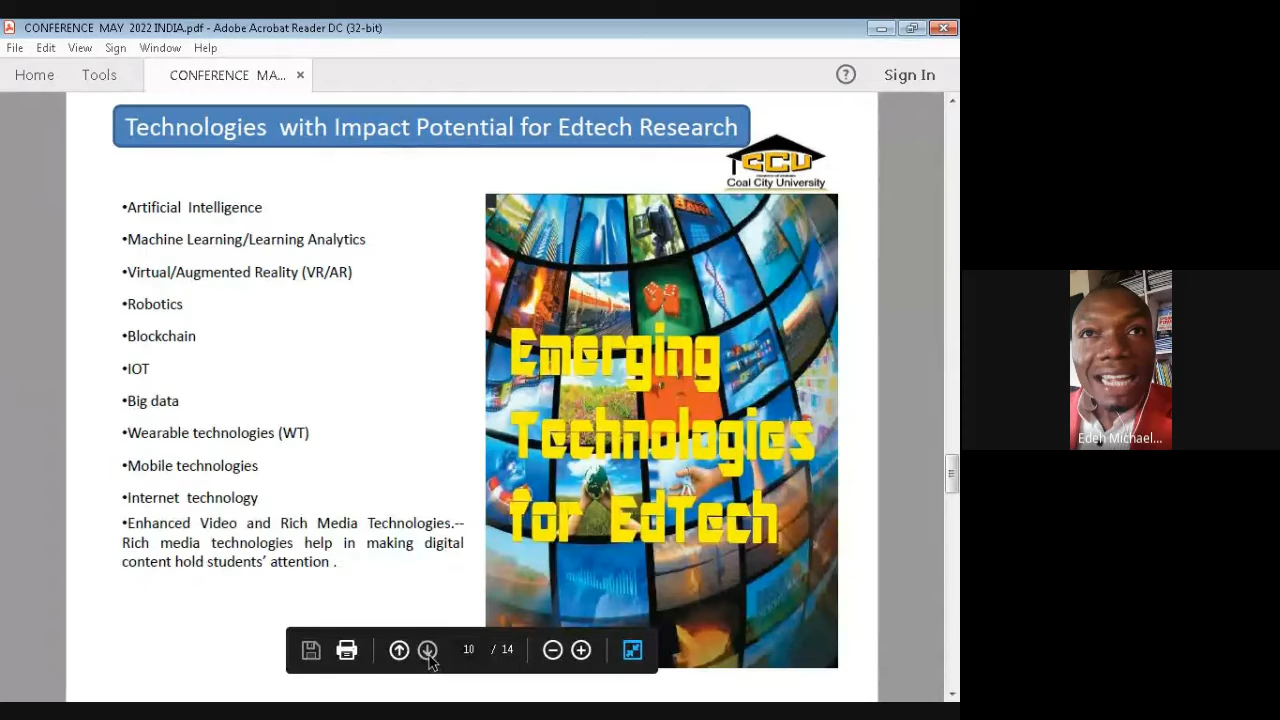 CONFERENCE MAY 2022 INDIA.pdf - Adobe Acrobat Reader DC (32-bit)
File Edit View Sign Window Help
Home Tools CONFERENCE MA... × ? Sign In
Technologies with Impact Potential for Edtech Research
CCU
Coal City University
•Artificial Intelligence
•Machine Learning/Learning Analytics
•Virtual/Augmented Reality (VR/AR)
•Robotics
•Blockchain
•IOT
•Big data
•Wearable technologies (WT)
•Mobile technologies
•Internet technology
•Enhanced Video and Rich Media Technologies.--
Rich media technologies help in making digital
content hold students’ attention .
BANK
Emerging
Technologies
for EdTech
10 / 14
Edeh Michael...